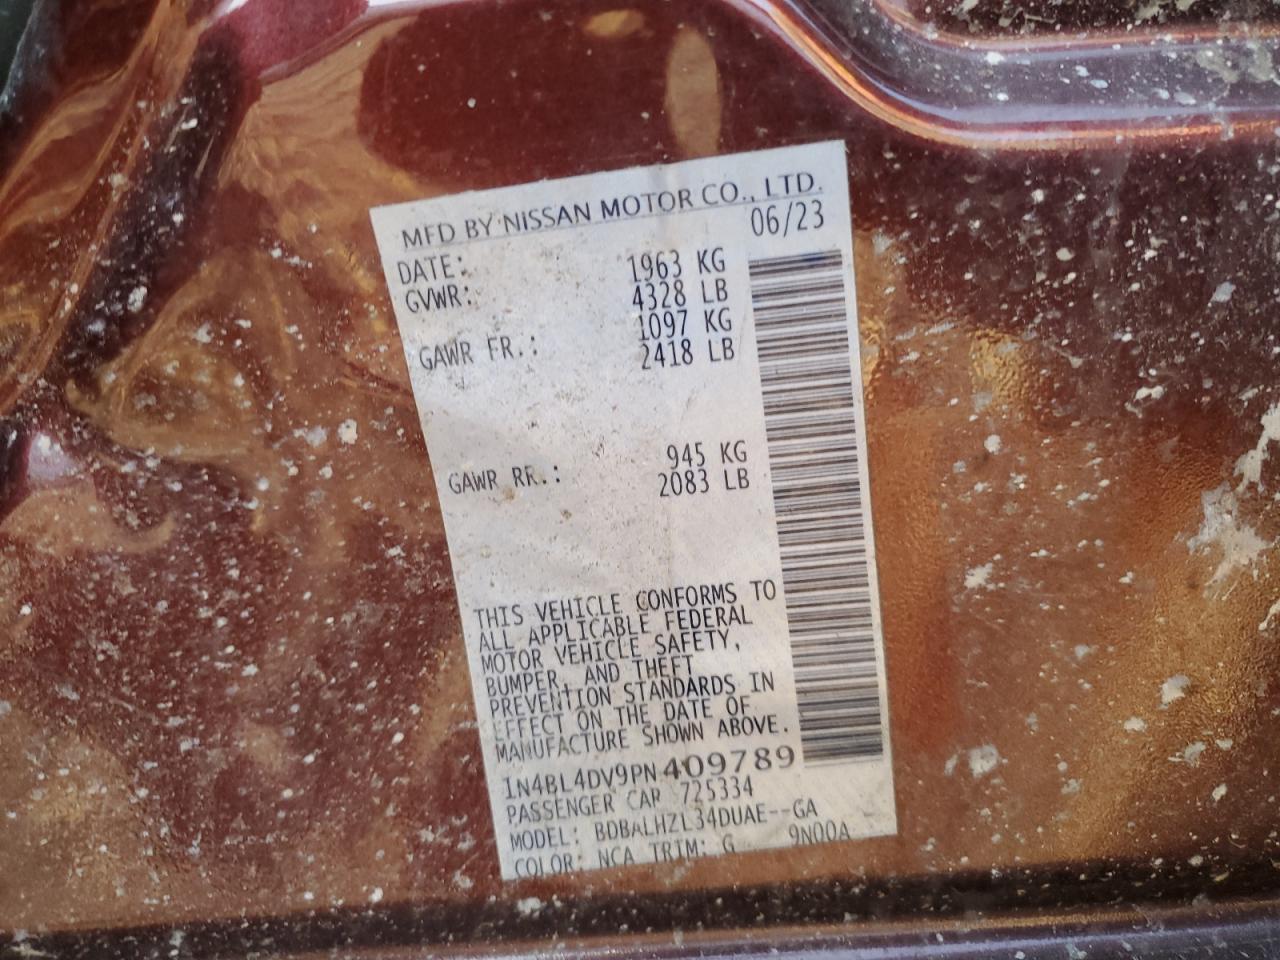 MFD BY NISSAN MOTOR CO., LTD.
DATE: 06/23
GVWR: 1963 KG
4328 LB
GAWR FR.: 1097 KG
2418 LB
GAWR RR.: 945 KG
2083 LB
THIS VEHICLE CONFORMS TO
ALL APPLICABLE FEDERAL
MOTOR VEHICLE SAFETY,
BUMPER, AND THEFT
PREVENTION STANDARDS IN
EFFECT ON THE DATE OF
MANUFACTURE SHOWN ABOVE.
1N4BL4DV9PN409789
PASSENGER CAR 725334
MODEL: BDBALHZL34DUAE--GA
COLOR: NCA TRIM: G 9N00A